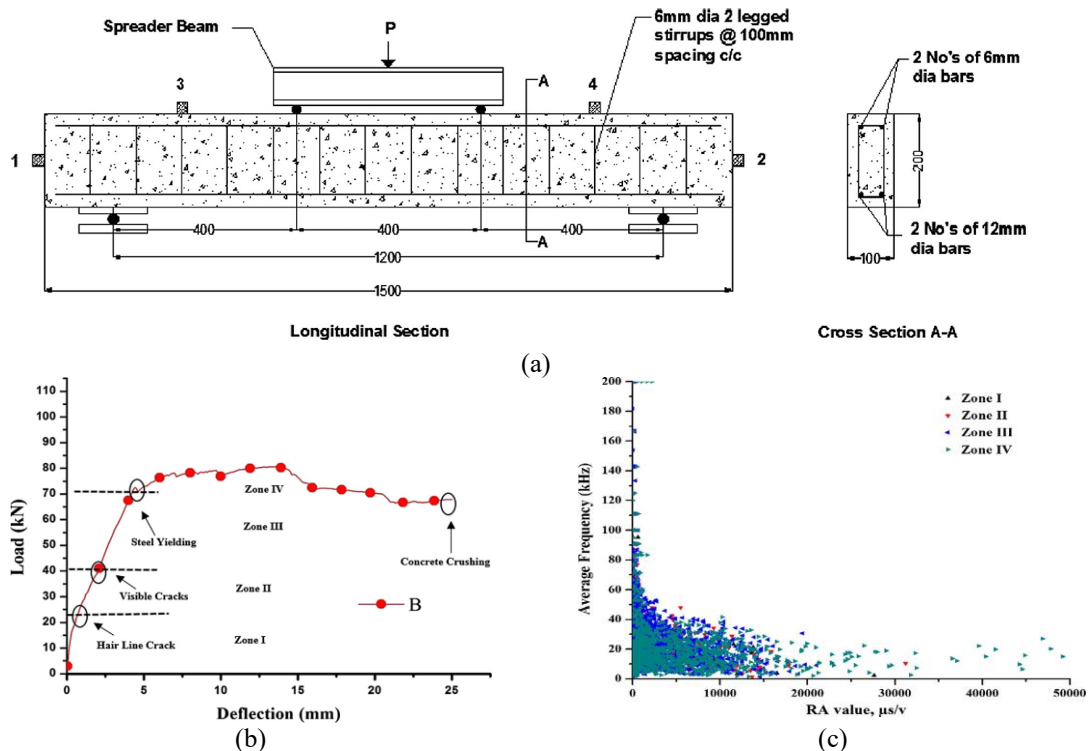 Spreader Beam
P
6mm dia 2 legged
stirrups @ 100mm
spacing c/c
A
3
4
1
2
400
400
400
A
1200
1500
2 No's of 6mm
dia bars
200
2 No's of 12mm
dia bars
100
Longitudinal Section
Cross Section A-A
(a)
110
100
90
80
70
60
50
40
30
20
10
0
Load (kN)
Zone IV
Zone III
Steel Yielding
Concrete Crushing
Zone II
Visible Cracks
B
Hair Line Crack
Zone I
0
5
10
15
20
25
Deflection (mm)
(b)
200
180
160
140
120
100
80
60
40
20
0
Average Frequency (kHz)
Zone I
Zone II
Zone III
Zone IV
0
10000
20000
30000
40000
50000
RA value, μs/v
(c)